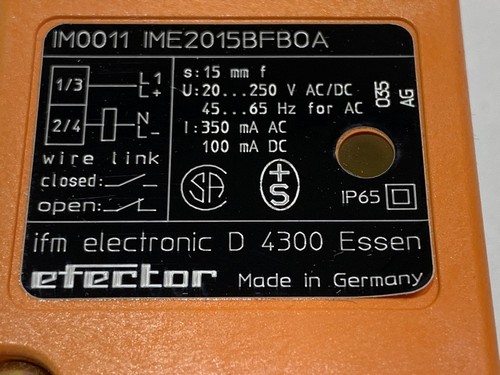 IM0011 IME2015BFBOA
1/3 L1
L+
2/4 N
L-
wire link
closed:
open:
s:15 mm f
U:20...250 V AC/DC
45...65 Hz for AC
I:350 mA AC
100 mA DC
035
AG
SA
+S
IP65
ifm electronic D 4300 Essen
efector Made in Germany